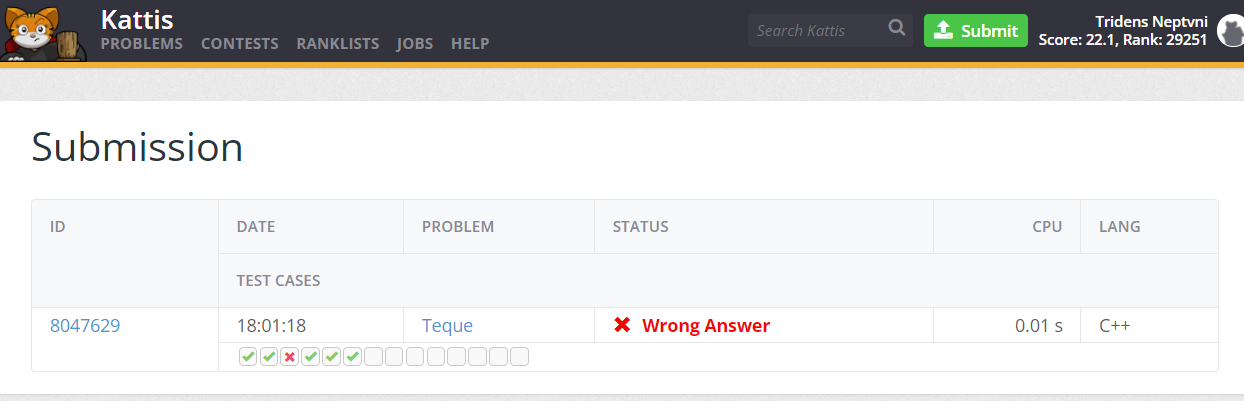 Kattis
PROBLEMS CONTESTS RANKLISTS JOBS HELP
Search Kattis
Submit
Tridens Neptvni
Score: 22.1, Rank: 29251
Submission
ID DATE PROBLEM STATUS CPU LANG
TEST CASES
8047629 18:01:18 Teque Wrong Answer 0.01 s C++